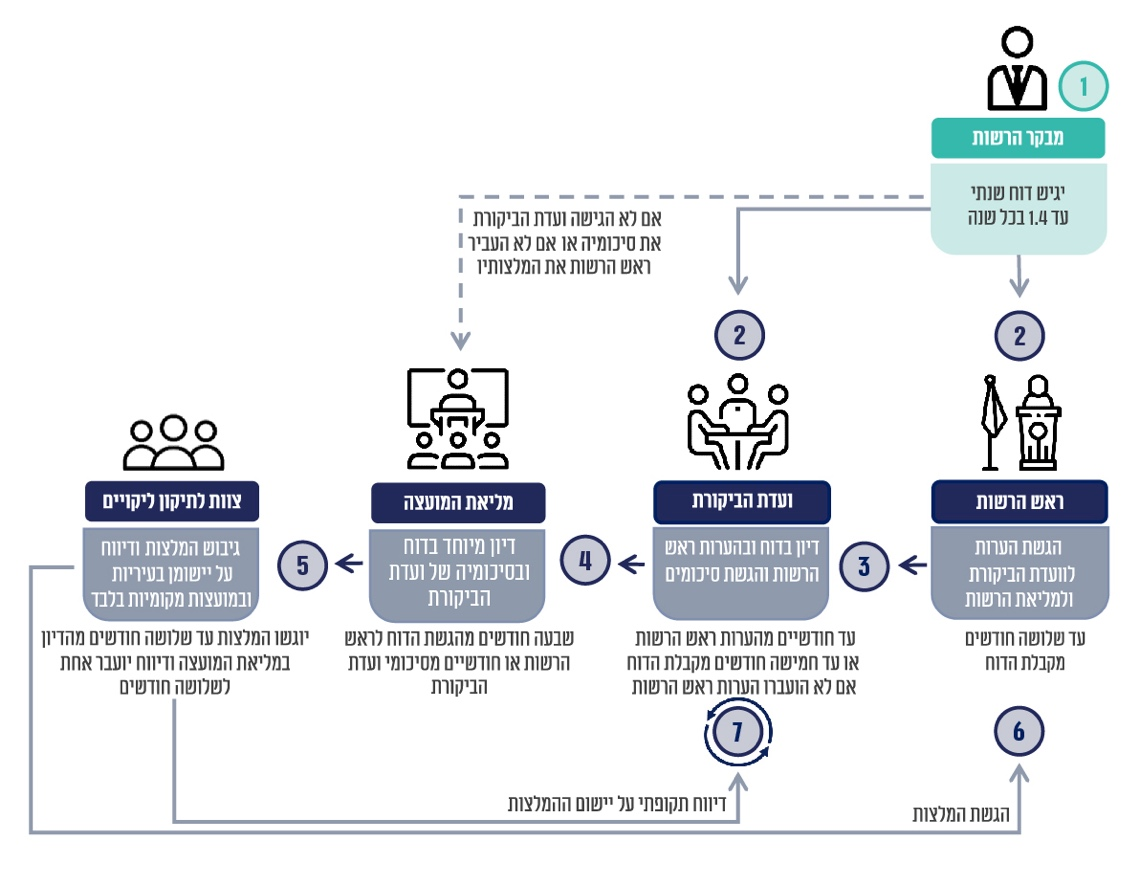 1
מבקר הרשות
יגיש דוח שנתי
עד 1.4 בכל שנה
אם לא הגישה ועדת הביקורת
את סיכומיה או אם לא העביר
ראש הרשות את המלצותיו
2
2
ראש הרשות
הגשת הערות
לוועדת הביקורת
ולמליאת הרשות
עד שלושה חודשים
מקבלת הדוח
3
ועדת הביקורת
דיון בדוח ובהערות ראש
הרשות והגשת סיכומים
עד חודשיים מהערות ראש הרשות
או עד חמישה חודשים מקבלת הדוח
אם לא הועברו הערות ראש הרשות
4
מליאת המועצה
דיון מיוחד בדוח
ובסיכומיה של ועדת
הביקורת
שבעה חודשים מהגשת הדוח לראש
הרשות או חודשיים מסיכומי ועדת
הביקורת
5
צוות לתיקון ליקויים
גיבוש המלצות ודיווח
על יישומן בעיריות
ובמועצות מקומיות בלבד
יוגשו המלצות עד שלושה חודשים מהדיון
במליאת המועצה ודיווח יועבר אחת
לשלושה חודשים
6
הגשת המלצות
7
דיווח תקופתי על יישום ההמלצות